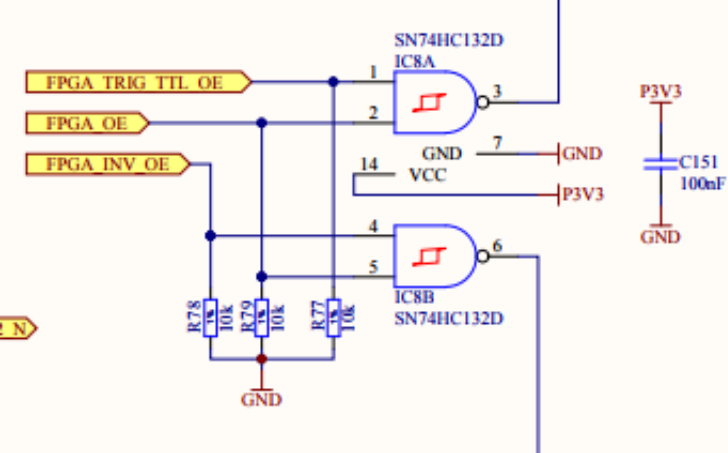 SN74HC132D
IC8A
FPGA_TRIG_TTL_OE
1
3
FPGA_OE
2
P3V3
GND
7
GND
FPGA_INV_OE
14
VCC
C151
100nF
P3V3
4
6
GND
5
R78
10k
R79
10k
R77
10k
IC8B
SN74HC132D
2_N
GND